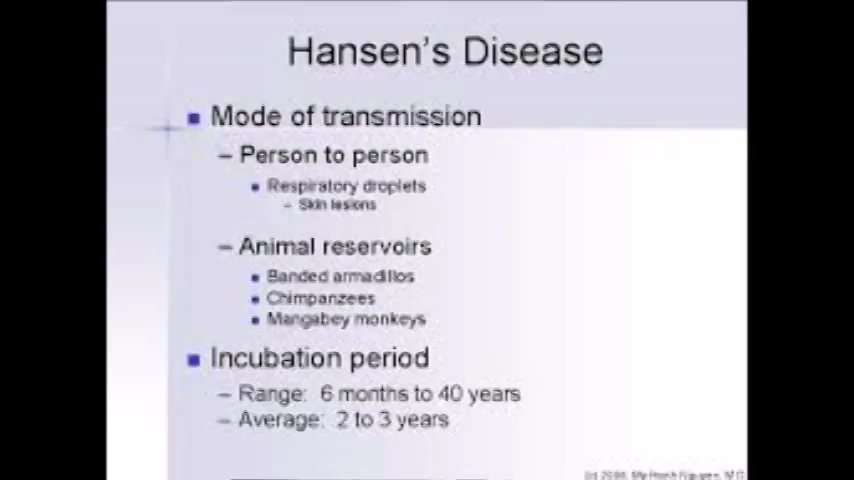 Hansen's Disease
Mode of transmission
– Person to person
Respiratory droplets
– Skin lesions
– Animal reservoirs
Banded armadillos
Chimpanzees
Mangabey monkeys
Incubation period
– Range: 6 months to 40 years
– Average: 2 to 3 years